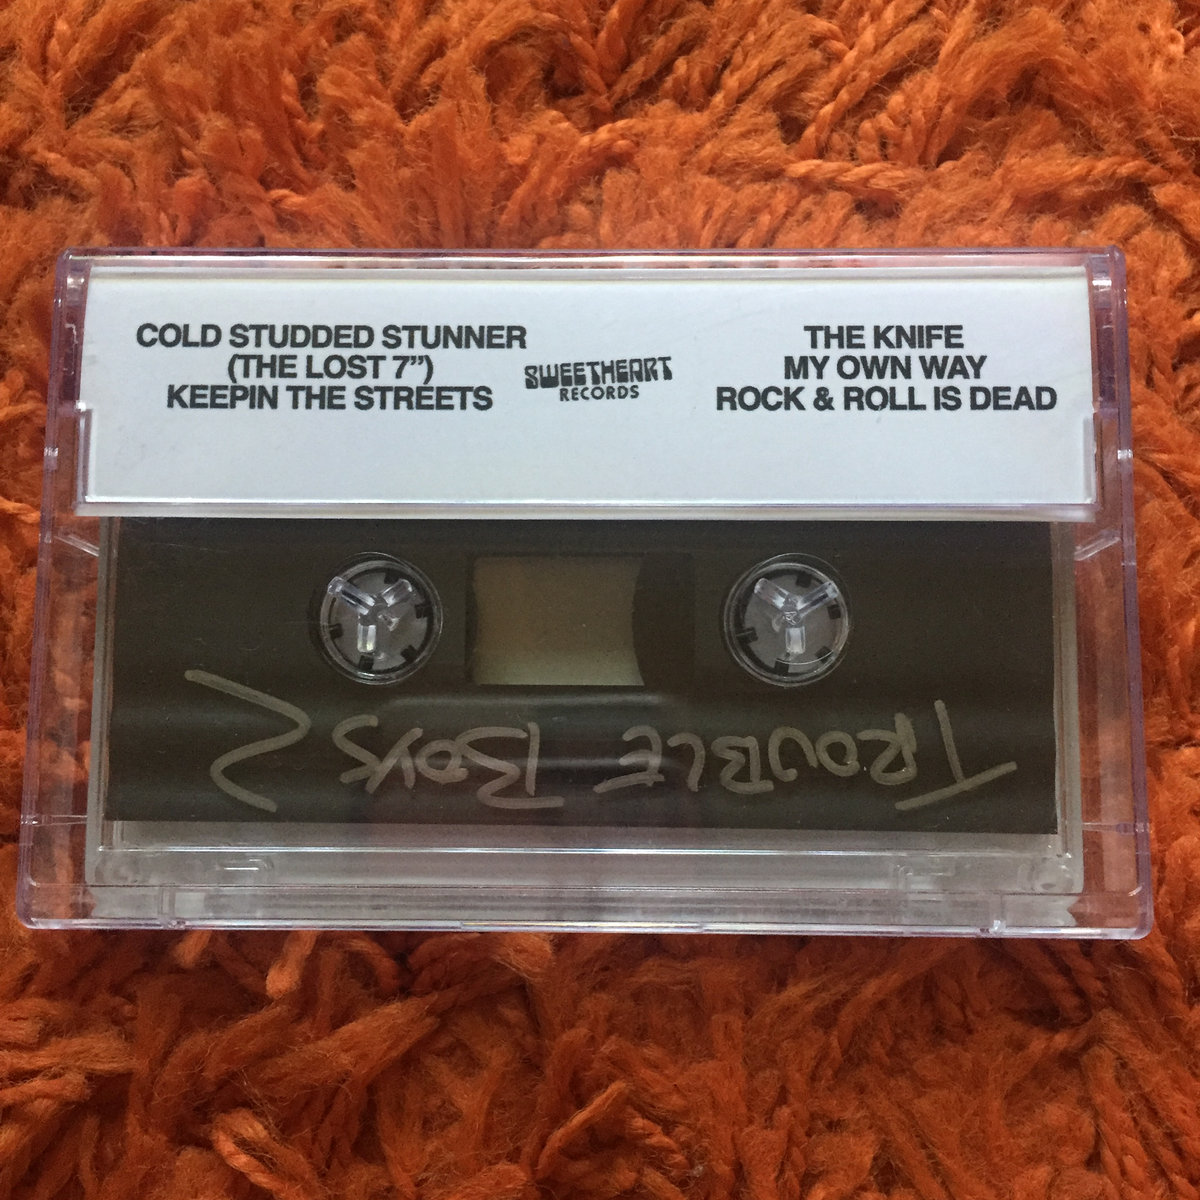 COLD STUDDED STUNNER
(THE LOST 7”)
KEEPIN THE STREETS
SWEETHEART
RECORDS
THE KNIFE
MY OWN WAY
ROCK & ROLL IS DEAD
TROUBLE BOYS